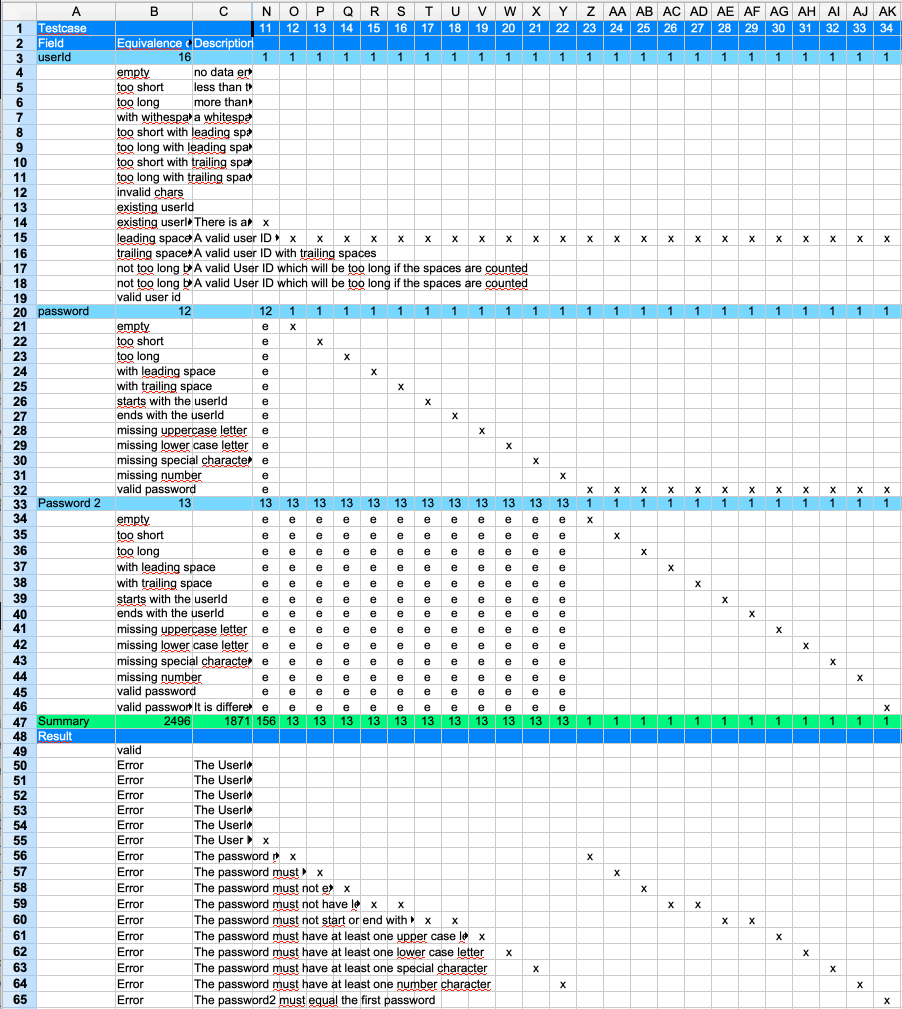 A B C N O P Q R S T U V W X Y Z AA AB AC AD AE AF AG AH AI AJ AK
1 Testcase 11 12 13 14 15 16 17 18 19 20 21 22 23 24 25 26 27 28 29 30 31 32 33 34
2 Field Equivalence Description
3 userId 16 1 1 1 1 1 1 1 1 1 1 1 1 1 1 1 1 1 1 1 1 1 1 1 1
4 empty no data er
5 too short less than t
6 too long more than
7 with withespa a whitespa
8 too short with leading spa
9 too long with leading spa
10 too short with trailing spa
11 too long with trailing spac
12 invalid chars
13 existing userId
14 existing userI There is a x
15 leading space A valid user ID x x x x x x x x x x x x x x x x x x x x x x x
16 trailing space A valid user ID with trailing spaces
17 not too long b A valid User ID which will be too long if the spaces are counted
18 not too long b A valid User ID which will be too long if the spaces are counted
19 valid user id
20 password 12 12 1 1 1 1 1 1 1 1 1 1 1 1 1 1 1 1 1 1 1 1 1 1 1
21 empty e x
22 too short e x
23 too long e x
24 with leading space e x
25 with trailing space e x
26 starts with the userId e x
27 ends with the userId e x
28 missing uppercase letter e x
29 missing lower case letter e x
30 missing special characte e x
31 missing number e x
32 valid password e x x x x x x x x x x x x
33 Password 2 13 13 13 13 13 13 13 13 13 13 13 13 13 1 1 1 1 1 1 1 1 1 1 1 1
34 empty e e e e e e e e e e e e x
35 too short e e e e e e e e e e e e x
36 too long e e e e e e e e e e e e x
37 with leading space e e e e e e e e e e e e x
38 with trailing space e e e e e e e e e e e e x
39 starts with the userId e e e e e e e e e e e e x
40 ends with the userId e e e e e e e e e e e e x
41 missing uppercase letter e e e e e e e e e e e e x
42 missing lower case letter e e e e e e e e e e e e x
43 missing special characte e e e e e e e e e e e e x
44 missing number e e e e e e e e e e e e x
45 valid password e e e e e e e e e e e e
46 valid passwor It is differe e e e e e e e e e e e e x
47 Summary 2496 1871 156 13 13 13 13 13 13 13 13 13 13 13 1 1 1 1 1 1 1 1 1 1 1 1
48 Result
49 valid
50 Error The UserI
51 Error The UserI
52 Error The UserI
53 Error The UserI
54 Error The UserI
55 Error The User x
56 Error The password x x
57 Error The password must x x
58 Error The password must not e x x
59 Error The password must not have le x x x x
60 Error The password must not start or end with x x x x
61 Error The password must have at least one upper case le x x
62 Error The password must have at least one lower case letter x x
63 Error The password must have at least one special character x x
64 Error The password must have at least one number character x x
65 Error The password2 must equal the first password x